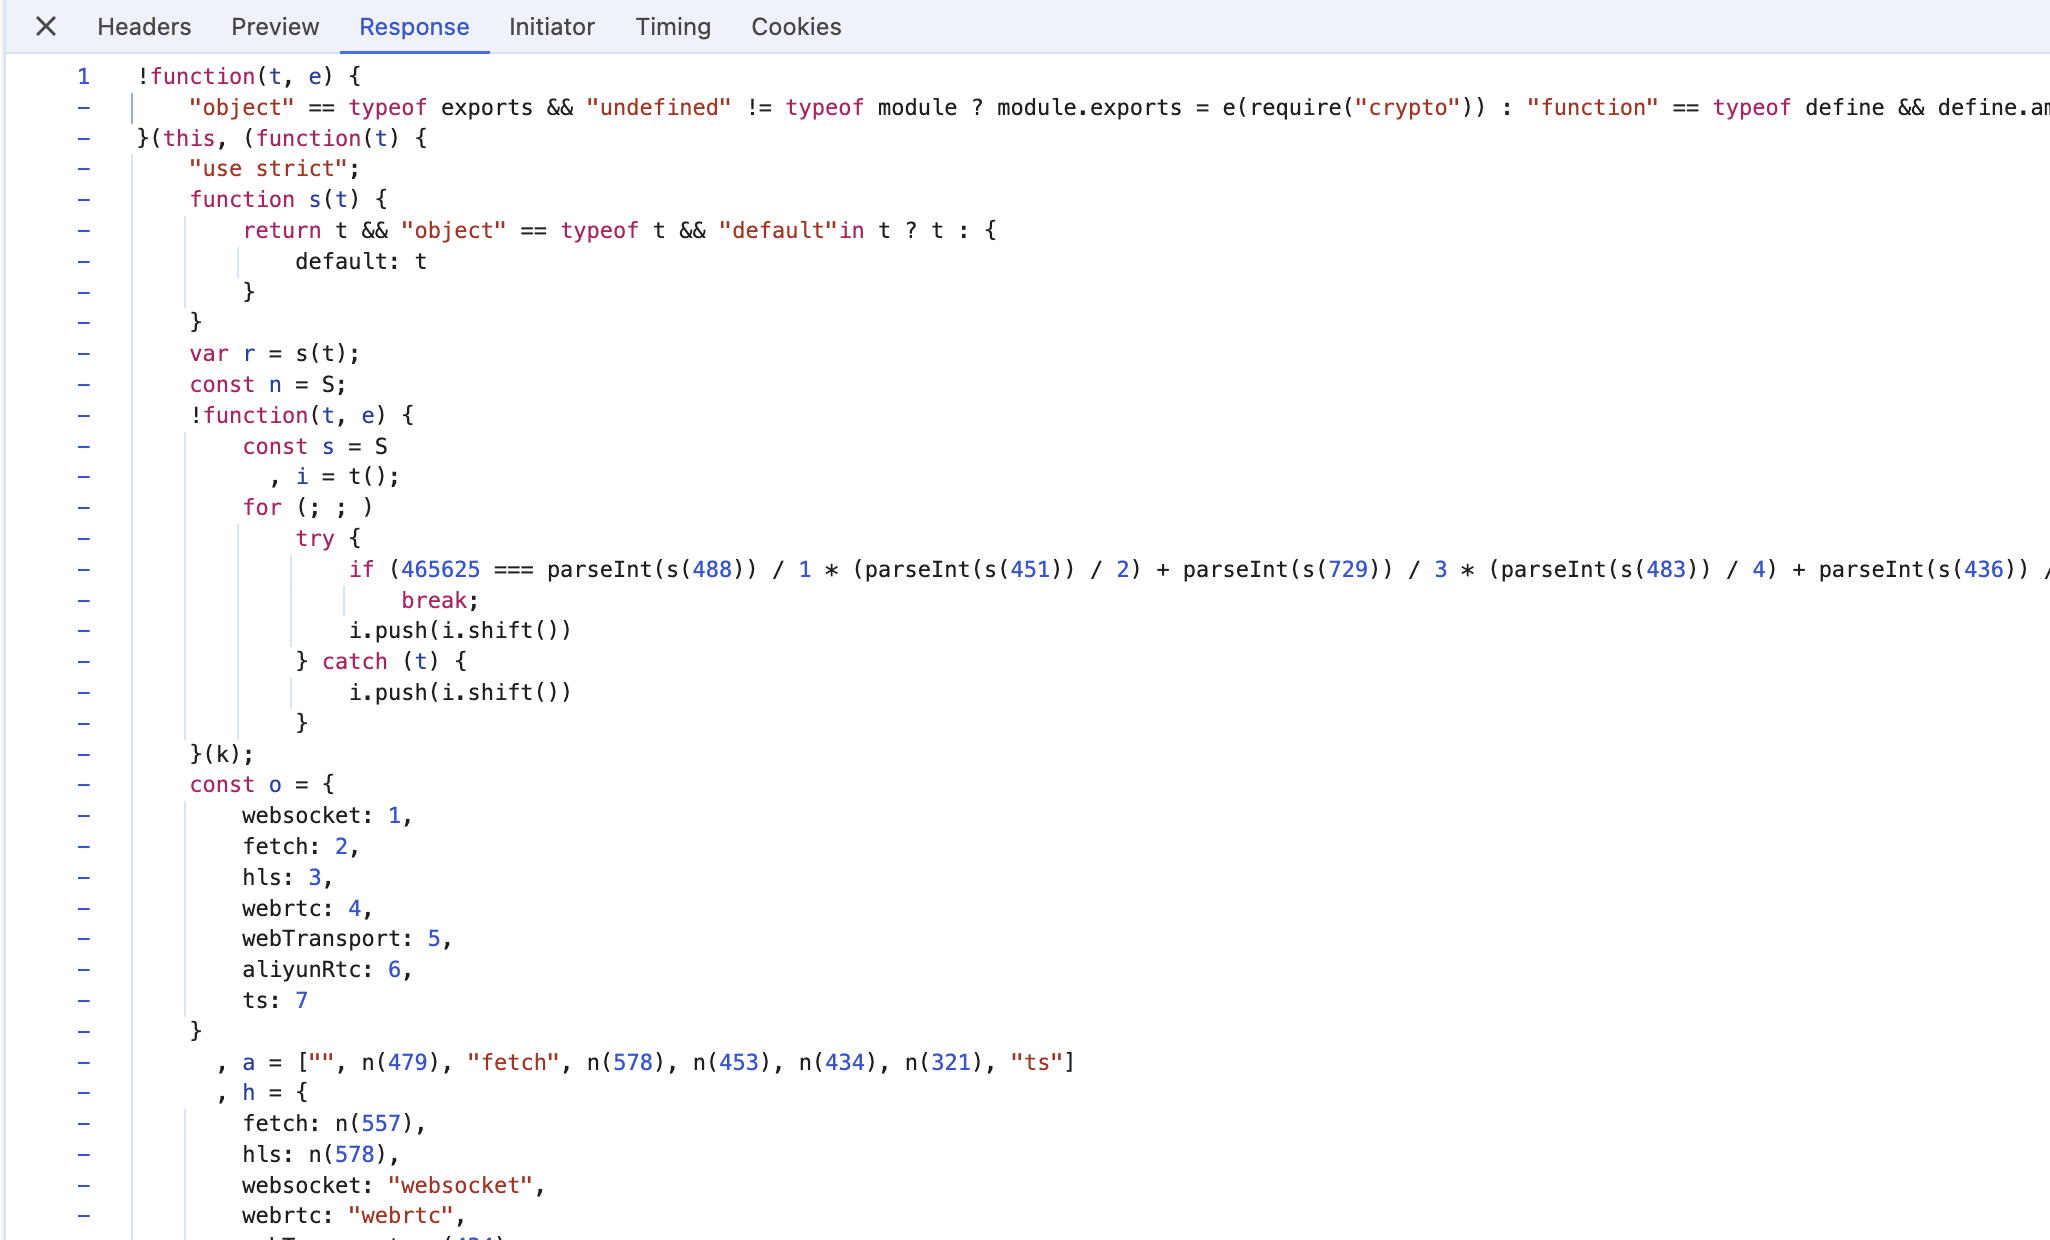 Headers Preview Response Initiator Timing Cookies
1 !function(t, e) {
- "object" == typeof exports && "undefined" != typeof module ? module.exports = e(require("crypto")) : "function" == typeof define && define.am
- }(this, (function(t) {
- "use strict";
- function s(t) {
- return t && "object" == typeof t && "default"in t ? t : {
- default: t
- }
- }
- var r = s(t);
- const n = S;
- !function(t, e) {
- const s = S
- , i = t();
- for (; ; )
- try {
- if (465625 === parseInt(s(488)) / 1 * (parseInt(s(451)) / 2) + parseInt(s(729)) / 3 * (parseInt(s(483)) / 4) + parseInt(s(436)) /
- break;
- i.push(i.shift())
- } catch (t) {
- i.push(i.shift())
- }
- }(k);
- const o = {
- websocket: 1,
- fetch: 2,
- hls: 3,
- webrtc: 4,
- webTransport: 5,
- aliyunRtc: 6,
- ts: 7
- }
- , a = ["", n(479), "fetch", n(578), n(453), n(434), n(321), "ts"]
- , h = {
- fetch: n(557),
- hls: n(578),
- websocket: "websocket",
- webrtc: "webrtc",